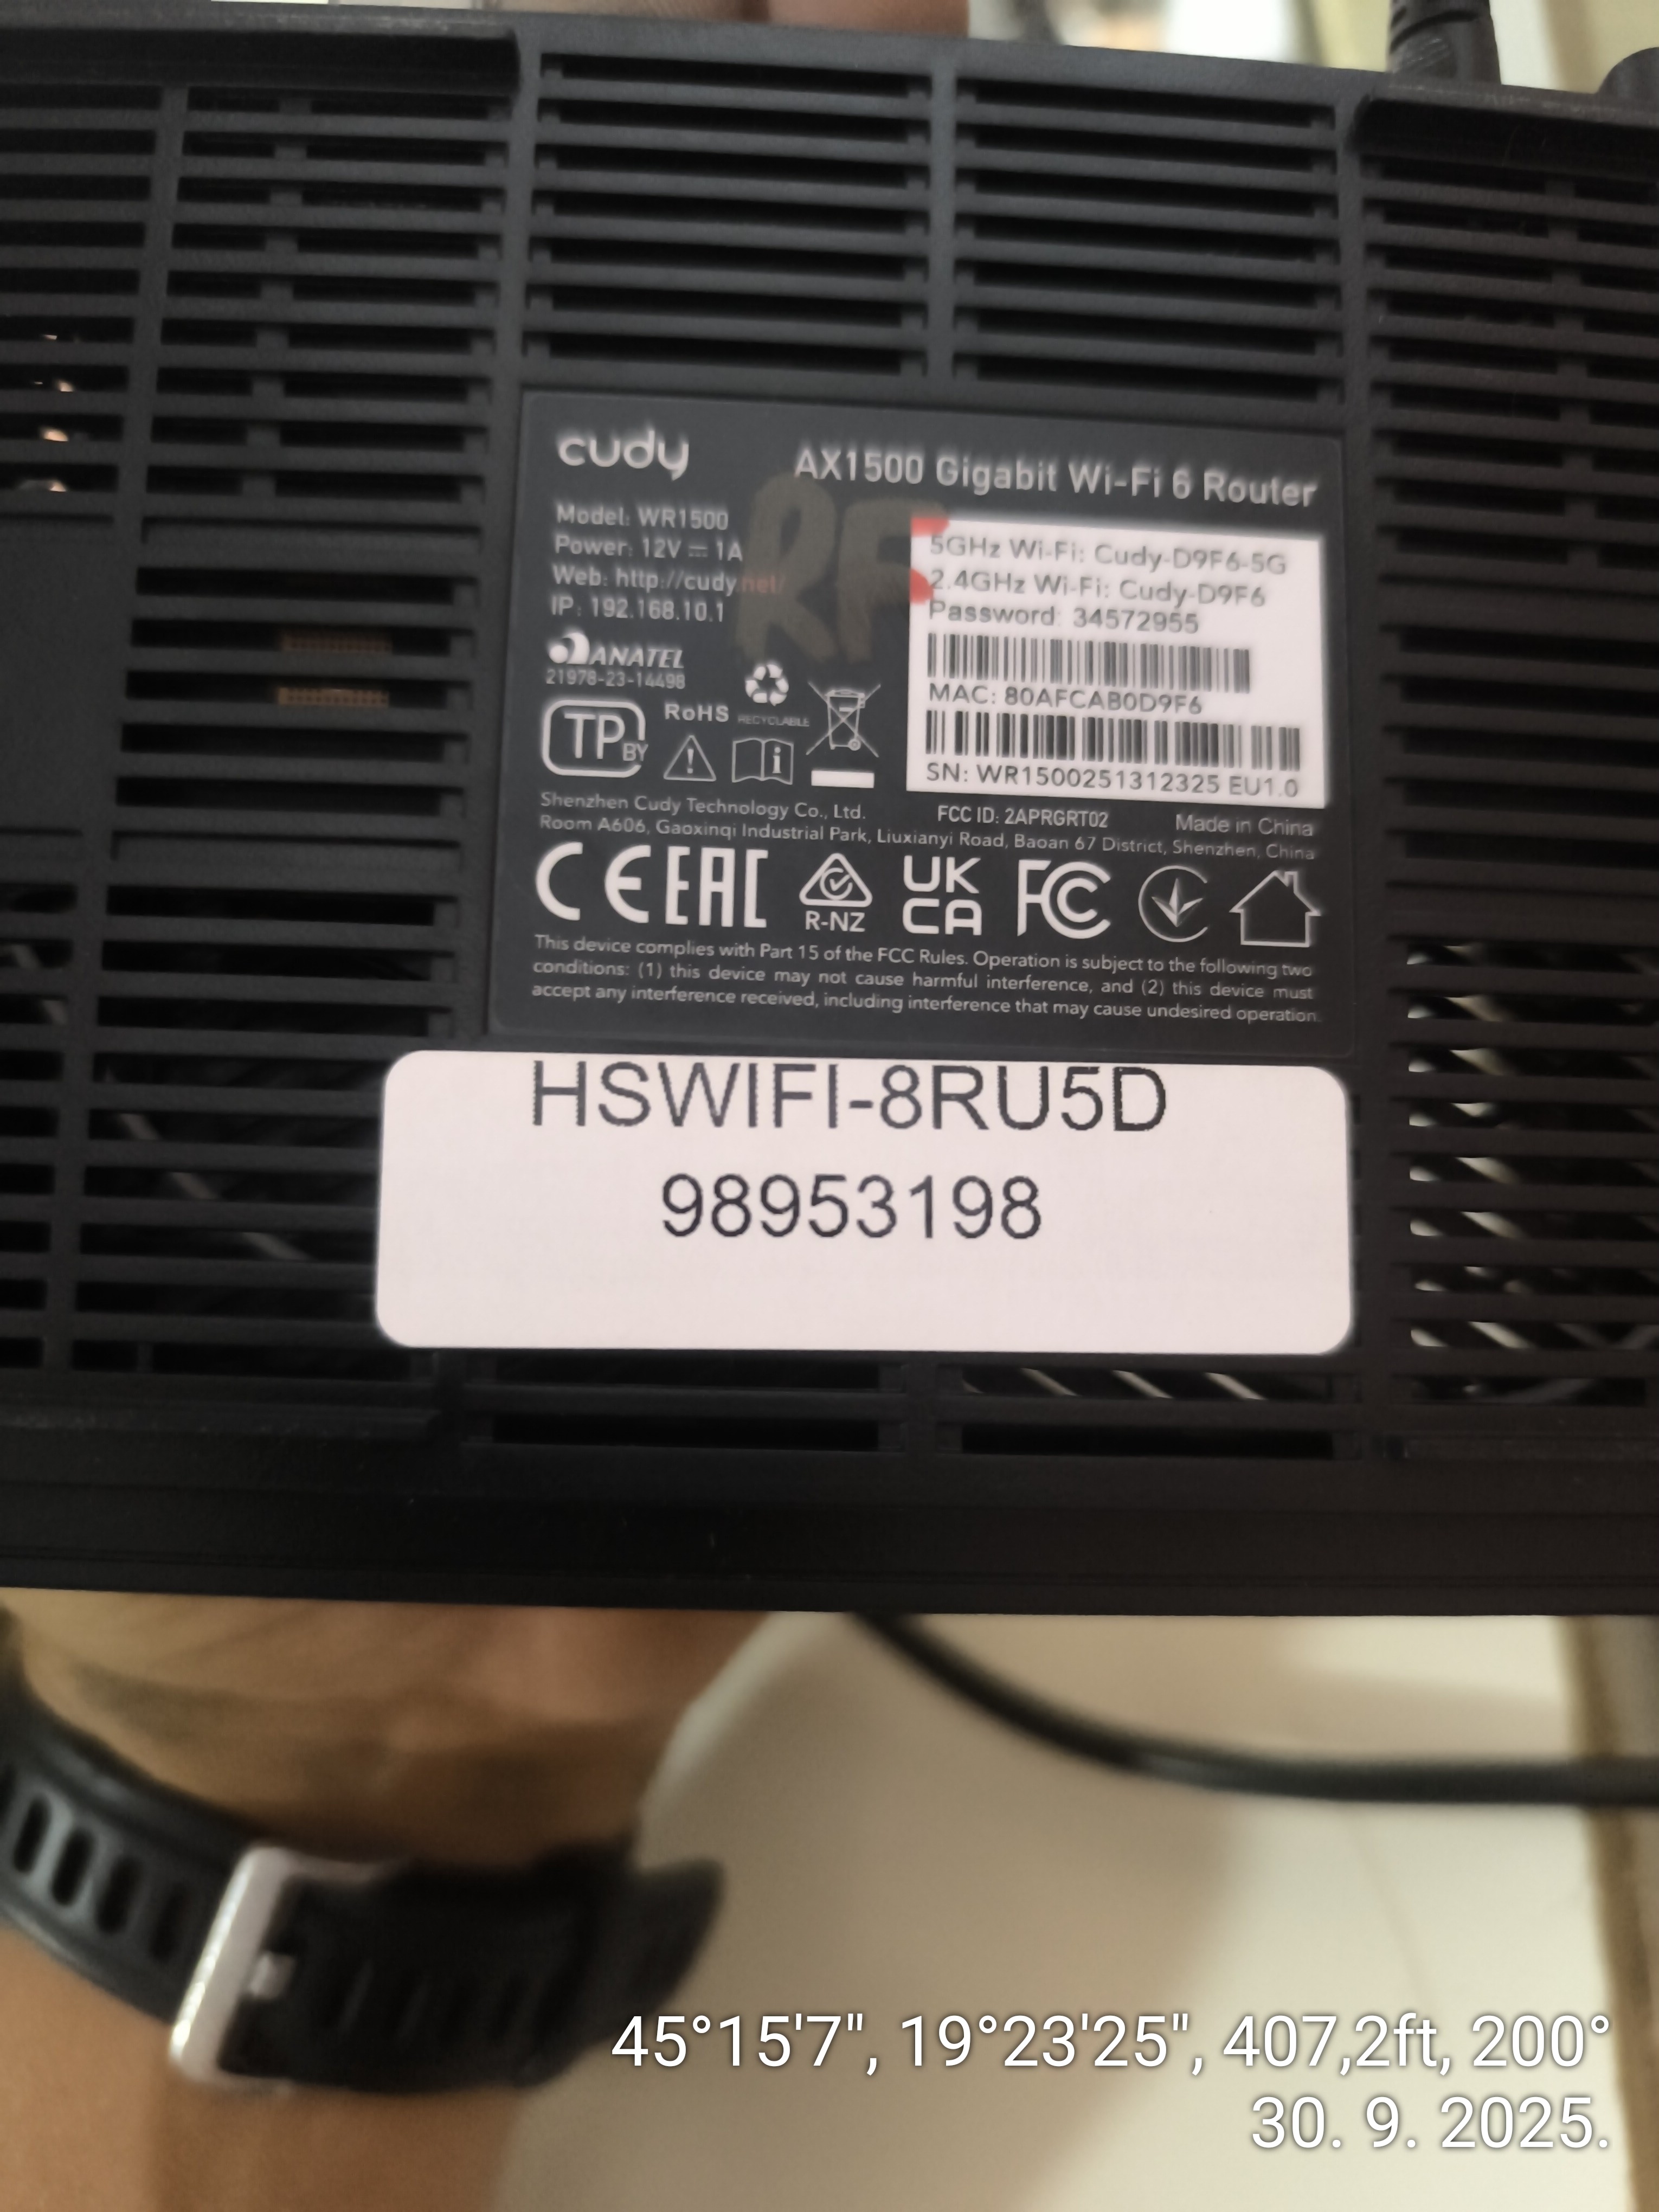 cudy
AX1500 Gigabit Wi-Fi 6 Router
Model: WR1500
Power: 12V ⎓ 1A
Web: http://cudy.net/
IP: 192.168.10.1
RF
5GHz Wi-Fi: Cudy-D9F6-5G
2.4GHz Wi-Fi: Cudy-D9F6
Password: 34572955
MAC: 80AFCAB0D9F6
SN: WR1500251312325 EU1.0
ANATEL
21978-23-14498
TP BY
RoHS
RECYCLABLE
Shenzhen Cudy Technology Co., Ltd.
FCC ID: 2APRGRT02
Made in China
Room A606, Gaoxinqi Industrial Park, Liuxianyi Road, Baoan 67 District, Shenzhen, China
CE EAC
R-NZ
UK
CA
FC
This device complies with Part 15 of the FCC Rules. Operation is subject to the following two
conditions: (1) this device may not cause harmful interference, and (2) this device must
accept any interference received, including interference that may cause undesired operation.
HSWIFI-8RU5D
98953198
45°15'7", 19°23'25", 407,2ft, 200°
30. 9. 2025.